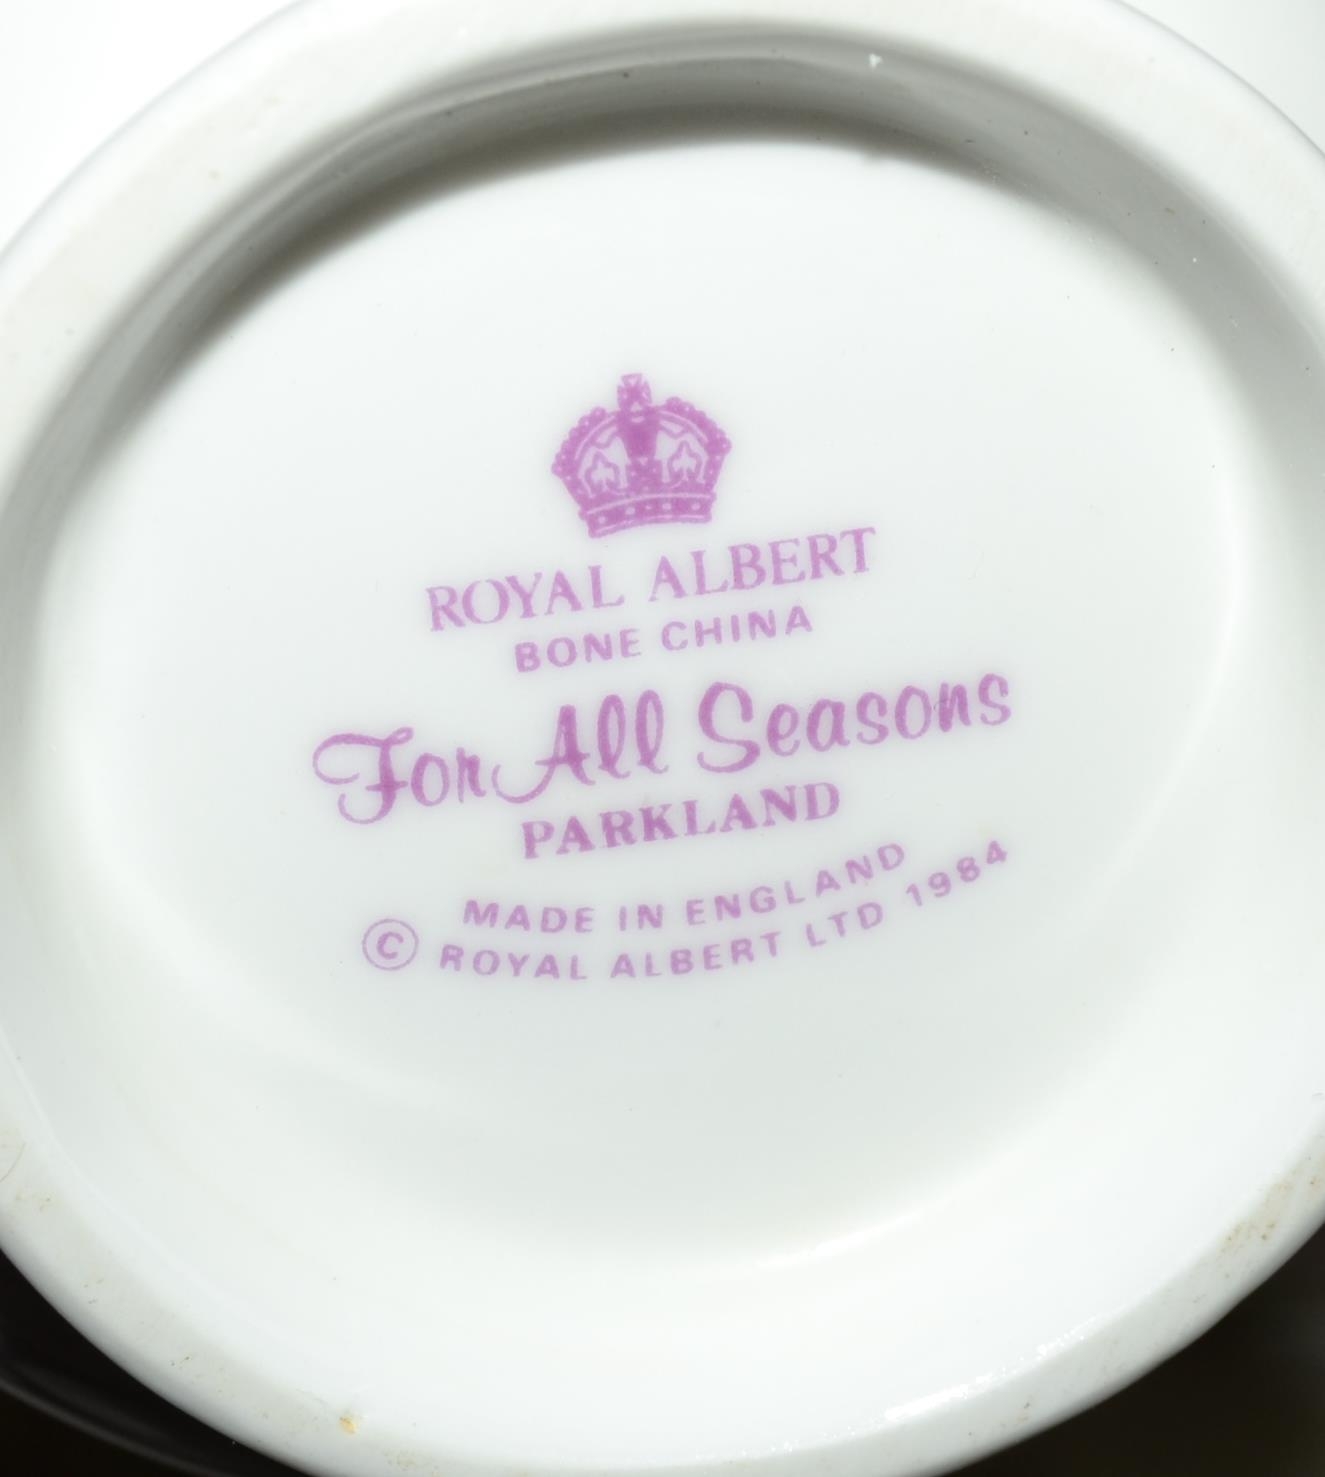 ROYAL ALBERT
BONE CHINA
For All Seasons
PARKLAND
MADE IN ENGLAND
© ROYAL ALBERT LTD 1984